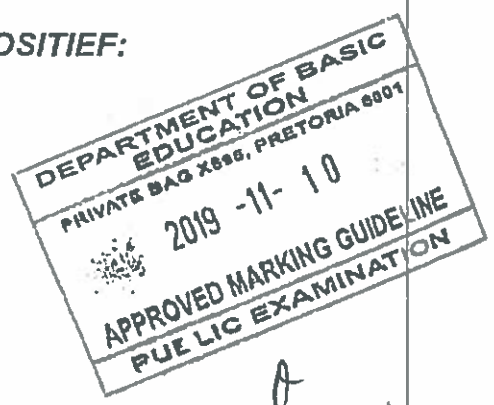 OSITIEF:
DEPARTMENT OF BASIC
EDUCATION
PRIVATE BAG X895, PRETORIA 0001
2019 -11- 10
APPROVED MARKING GUIDELINE
PUBLIC EXAMINATION